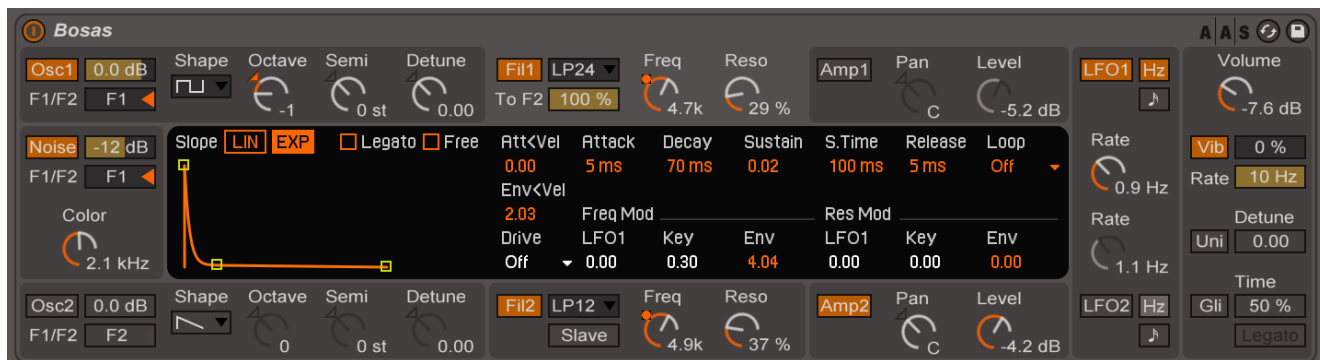 Bosas
A A S
Osc1 0.0 dB Shape Octave Semi Detune
F1/F2 F1 -1 0 st 0.00
Fil1 LP24 Freq Reso
To F2 100 % 4.7k 29 %
Amp1 Pan Level
C -5.2 dB
LFO1 Hz
Volume
-7.6 dB
Noise -12 dB
F1/F2 F1
Color
2.1 kHz
Slope LIN EXP Legato Free
Att<Vel Attack Decay Sustain S.Time Release Loop
0.00 5 ms 70 ms 0.02 100 ms 5 ms Off
Env<Vel
2.03 Freq Mod Res Mod
Drive LFO1 Key Env LFO1 Key Env
Off 0.00 0.30 4.04 0.00 0.00 0.00
Rate
0.9 Hz
Rate
1.1 Hz
Vib 0 %
Rate 10 Hz
Detune
Uni 0.00
Time
Gli 50 %
Legato
Osc2 0.0 dB Shape Octave Semi Detune
F1/F2 F2 0 0 st 0.00
Fil2 LP12 Freq Reso
Slave 4.9k 37 %
Amp2 Pan Level
C -4.2 dB
LFO2 Hz